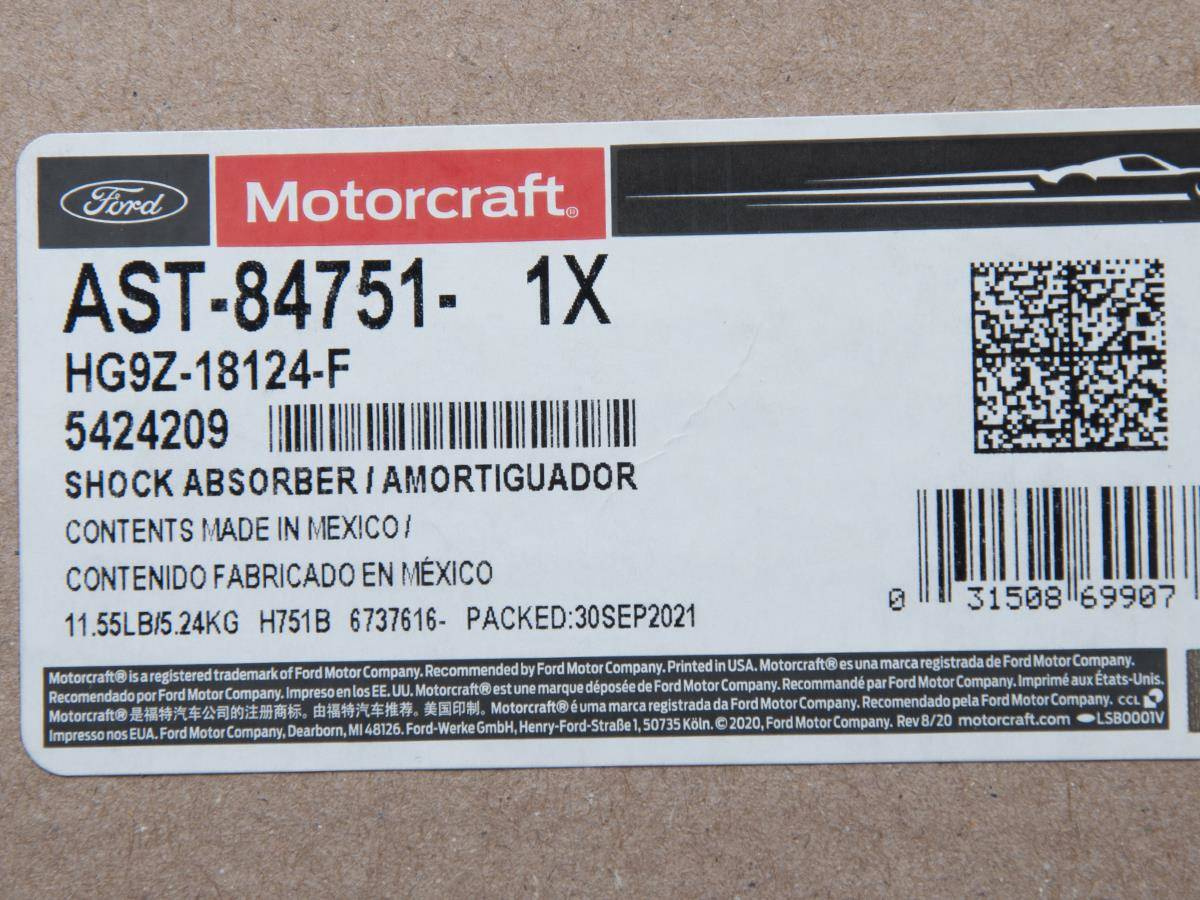 Ford Motorcraft®
AST-84751- 1X
HG9Z-18124-F
5424209
SHOCK ABSORBER / AMORTIGUADOR
CONTENTS MADE IN MEXICO /
CONTENIDO FABRICADO EN MÉXICO
11.55LB/5.24KG H751B 6737616- PACKED:30SEP2021
0 31508 69907
Motorcraft® is a registered trademark of Ford Motor Company. Recommended by Ford Motor Company. Printed in USA. Motorcraft® es una marca registrada de Ford Motor Company.
Recomendado por Ford Motor Company. Impreso en los EE. UU. Motorcraft® est une marque déposée de Ford Motor Company. Recommandé par Ford Motor Company. Imprimé aux États-Unis.
Motorcraft® 是福特汽车公司的注册商标。由福特汽车推荐。美国印制。 Motorcraft® é uma marca registrada da Ford Motor Company. Recomendado pela Ford Motor Company. CCL
Impresso nos EUA. Ford Motor Company, Dearborn, MI 48126. Ford-Werke GmbH, Henry-Ford-Straße 1, 50735 Köln. © 2020, Ford Motor Company. Rev 8/20 motorcraft.com LSB0001V